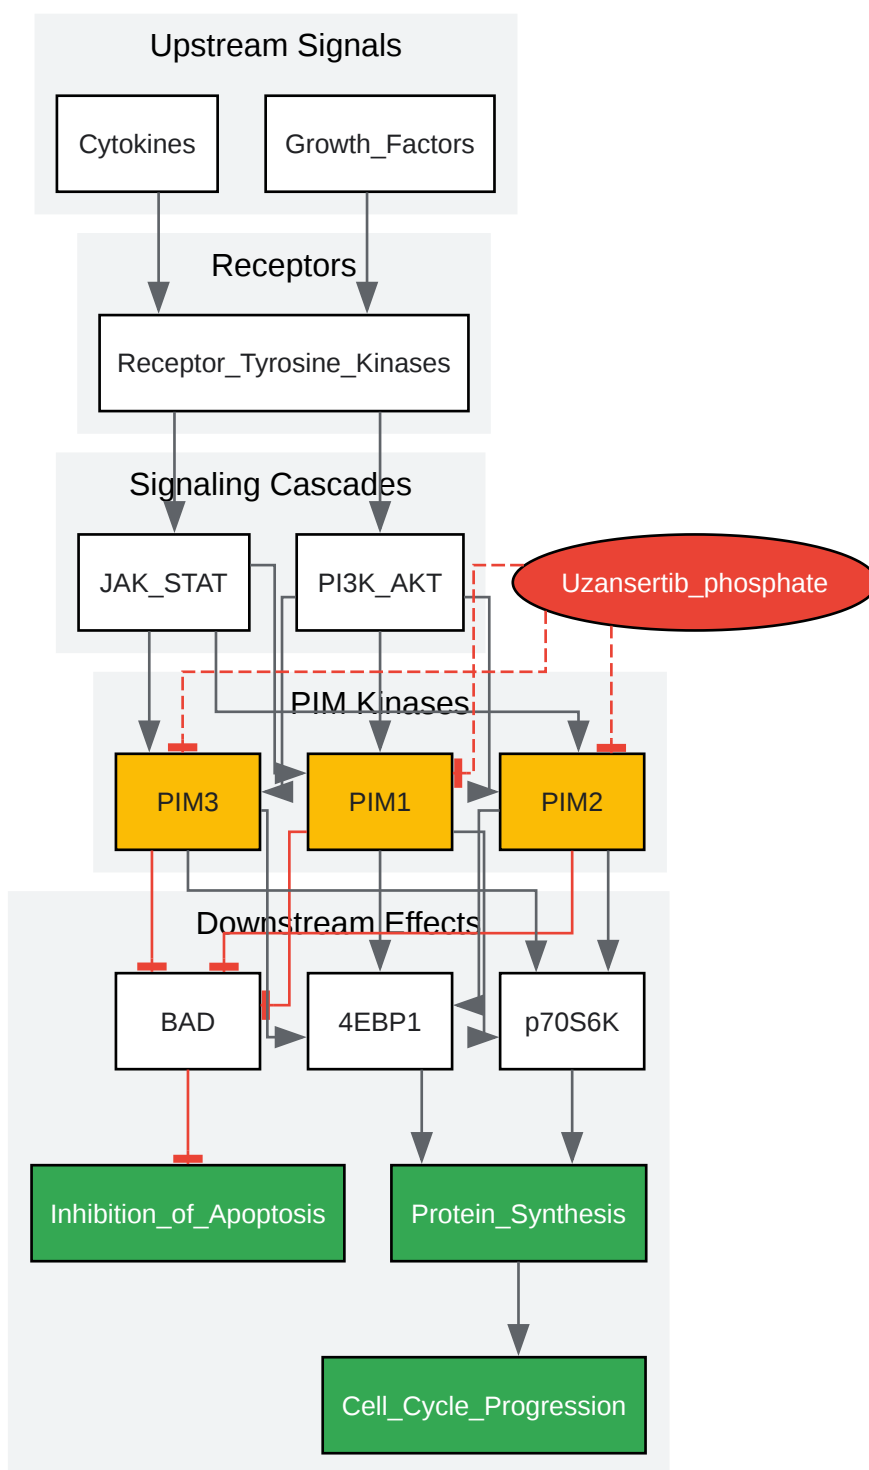 Upstream Signals
Cytokines
Growth_Factors
Receptors
Receptor_Tyrosine_Kinases
Signaling Cascades
JAK_STAT
PI3K_AKT
Uzansertib_phosphate
PIM Kinases
PIM3
PIM1
PIM2
Downstream Effects
BAD
4EBP1
p70S6K
Inhibition_of_Apoptosis
Protein_Synthesis
Cell_Cycle_Progression